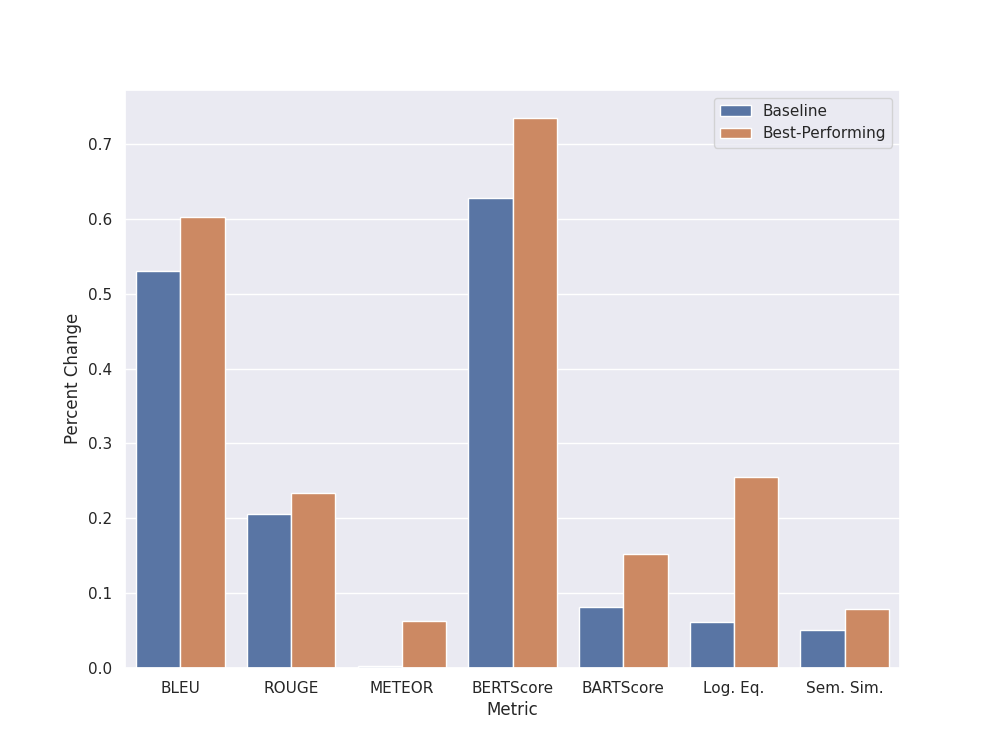 Baseline
Best-Performing
Percent Change
0.7
0.6
0.5
0.4
0.3
0.2
0.1
0.0
BLEU ROUGE METEOR BERTScore BARTScore Log. Eq. Sem. Sim.
Metric